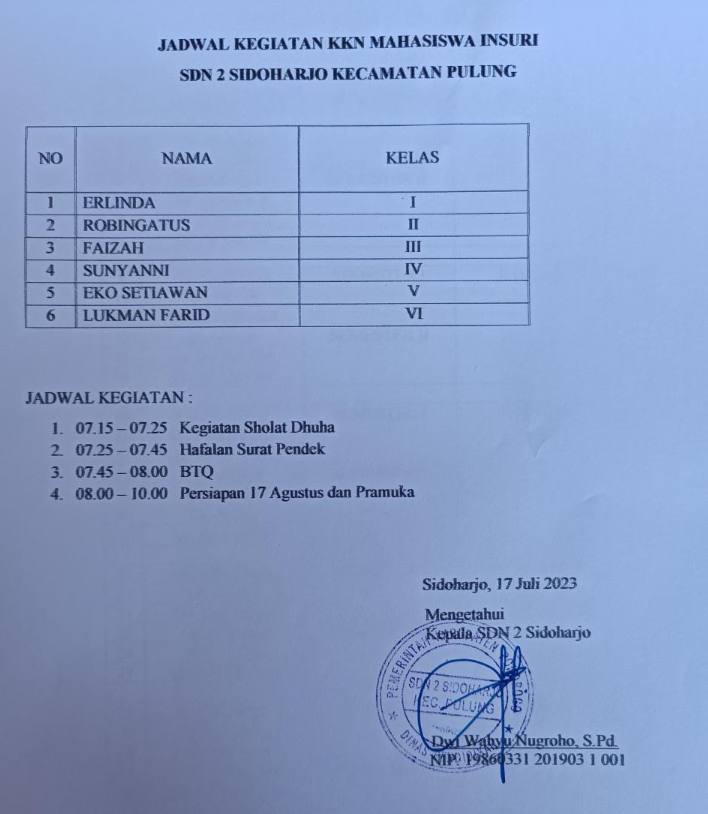 JADWAL KEGIATAN KKN MAHASISWA INSURI
SDN 2 SIDOHARJO KECAMATAN PULUNG
NO NAMA KELAS
1 ERLINDA I
2 ROBINGATUS II
3 FAIZAH III
4 SUNYANNI IV
5 EKO SETIAWAN V
6 LUKMAN FARID VI
JADWAL KEGIATAN :
1. 07.15 – 07.25 Kegiatan Sholat Dhuha
2. 07.25 – 07.45 Hafalan Surat Pendek
3. 07.45 – 08.00 BTQ
4. 08.00 – 10.00 Persiapan 17 Agustus dan Pramuka
Sidoharjo, 17 Juli 2023
Mengetahui
Kepala SDN 2 Sidoharjo
PEMERINTAH
SDN 2 SIDOHARJO
KEC. PULUNG
DINAS
Dwi Wahyu Nugroho, S.Pd.
NIP. 19860331 201903 1 001